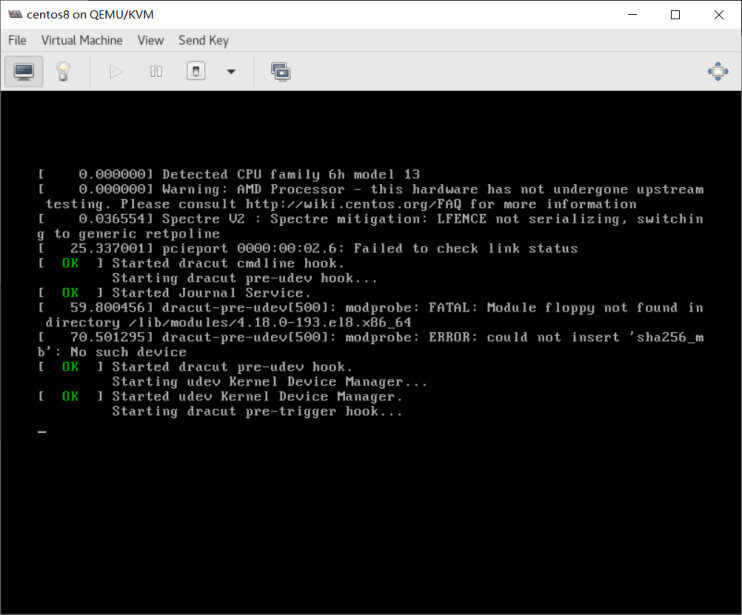 centos8 on QEMU/KVM
File Virtual Machine View Send Key
[    0.000000] Detected CPU family 6h model 13
[    0.000000] Warning: AMD Processor - this hardware has not undergone upstream
 testing. Please consult http://wiki.centos.org/FAQ for more information
[    0.036554] Spectre V2 : Spectre mitigation: LFENCE not serializing, switchin
g to generic retpoline
[   25.337001] pcieport 0000:00:02.6: Failed to check link status
[  OK  ] Started dracut cmdline hook.
         Starting dracut pre-udev hook...
[  OK  ] Started Journal Service.
[   59.800456] dracut-pre-udev[500]: modprobe: FATAL: Module floppy not found in
 directory /lib/modules/4.18.0-193.el8.x86_64
[   70.501295] dracut-pre-udev[500]: modprobe: ERROR: could not insert 'sha256_m
b': No such device
[  OK  ] Started dracut pre-udev hook.
         Starting udev Kernel Device Manager...
[  OK  ] Started udev Kernel Device Manager.
         Starting dracut pre-trigger hook...